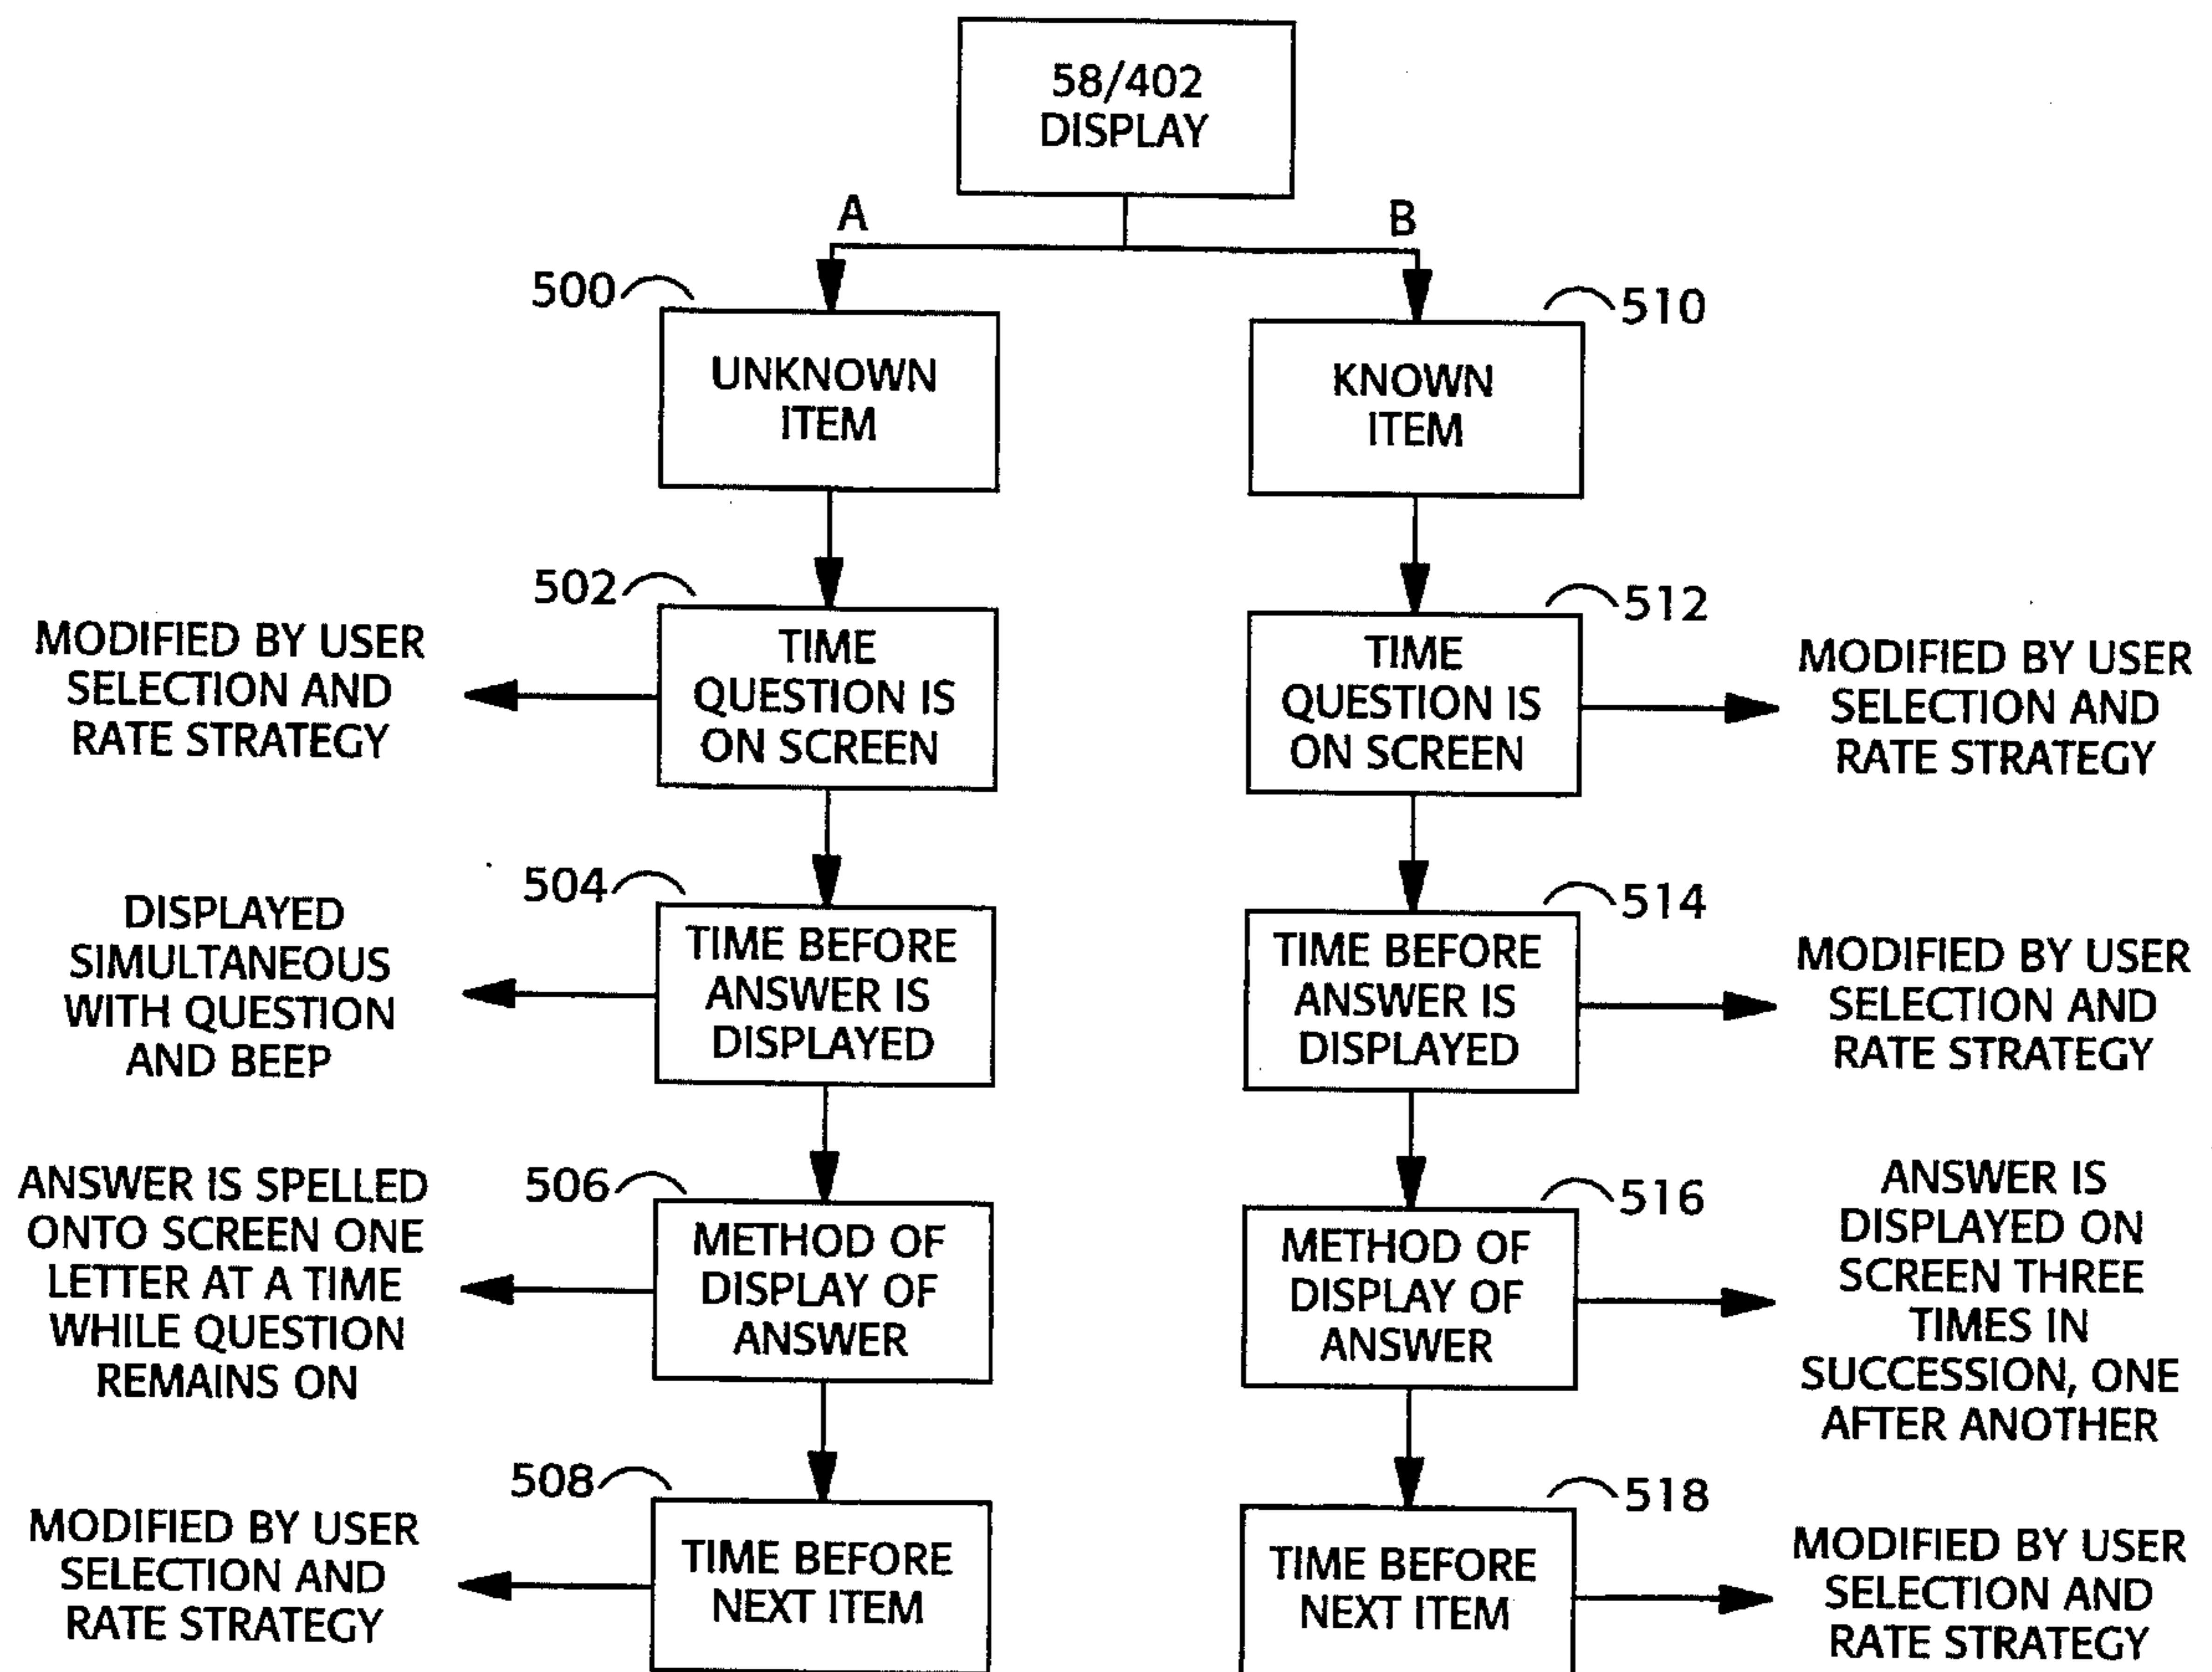 58/402
DISPLAY
A
B
500
UNKNOWN
ITEM
510
KNOWN
ITEM
502
TIME
QUESTION IS
ON SCREEN
MODIFIED BY USER
SELECTION AND
RATE STRATEGY
512
TIME
QUESTION IS
ON SCREEN
MODIFIED BY USER
SELECTION AND
RATE STRATEGY
504
TIME BEFORE
ANSWER IS
DISPLAYED
DISPLAYED
SIMULTANEOUS
WITH QUESTION
AND BEEP
514
TIME BEFORE
ANSWER IS
DISPLAYED
MODIFIED BY USER
SELECTION AND
RATE STRATEGY
506
METHOD OF
DISPLAY OF
ANSWER
ANSWER IS SPELLED
ONTO SCREEN ONE
LETTER AT A TIME
WHILE QUESTION
REMAINS ON
516
METHOD OF
DISPLAY OF
ANSWER
ANSWER IS
DISPLAYED ON
SCREEN THREE
TIMES IN
SUCCESSION, ONE
AFTER ANOTHER
508
TIME BEFORE
NEXT ITEM
MODIFIED BY USER
SELECTION AND
RATE STRATEGY
518
TIME BEFORE
NEXT ITEM
MODIFIED BY USER
SELECTION AND
RATE STRATEGY